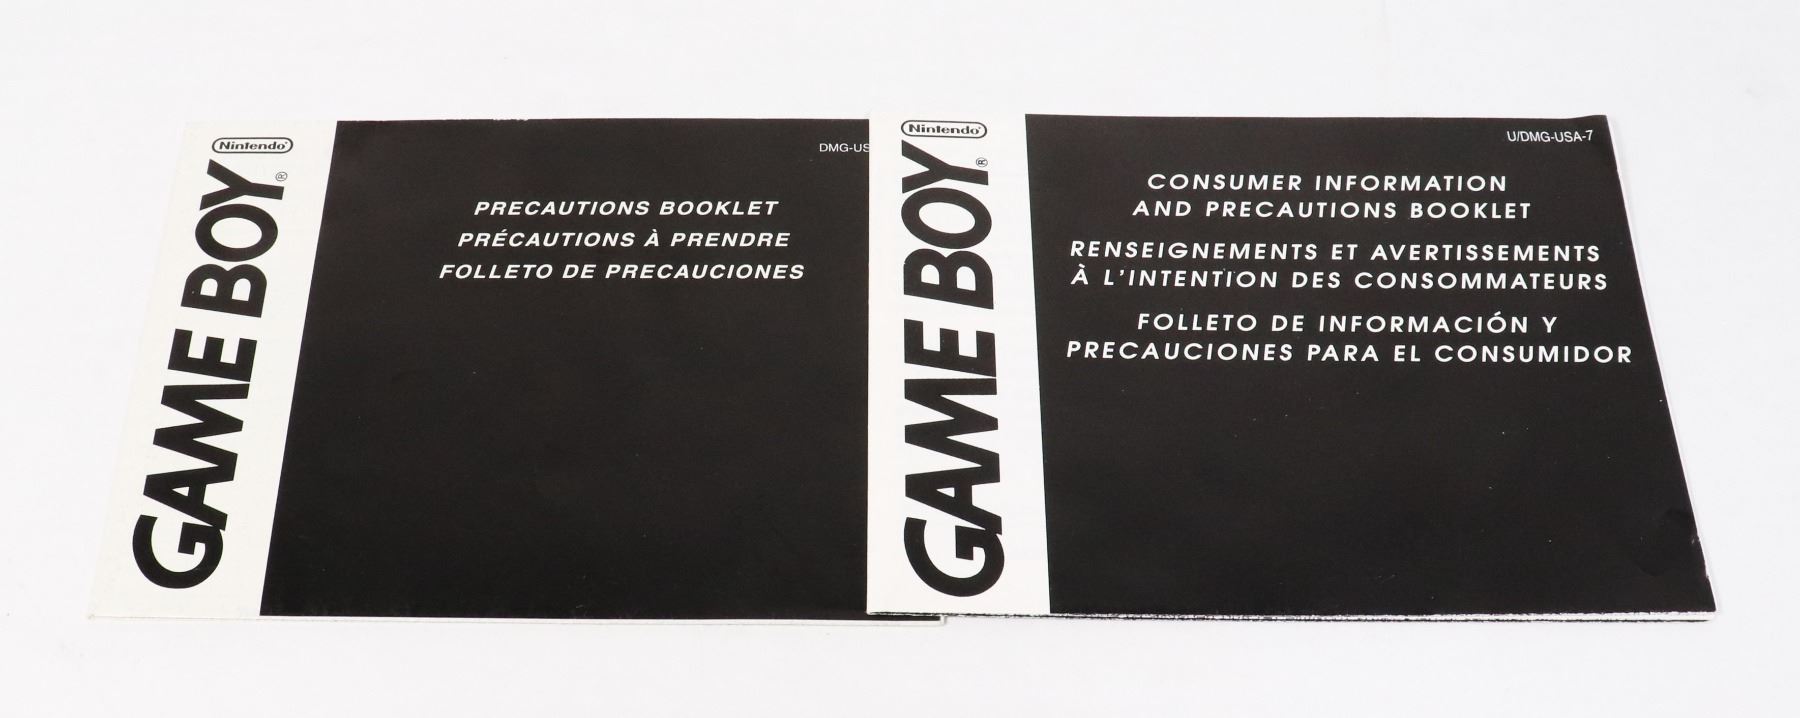 Nintendo®
GAME BOY®
DMG-US
PRECAUTIONS BOOKLET
PRÉCAUTIONS À PRENDRE
FOLLETO DE PRECAUCIONES
Nintendo®
GAME BOY®
U/DMG-USA-7
CONSUMER INFORMATION
AND PRECAUTIONS BOOKLET
RENSEIGNEMENTS ET AVERTISSEMENTS
À L'INTENTION DES CONSOMMATEURS
FOLLETO DE INFORMACIÓN Y
PRECAUCIONES PARA EL CONSUMIDOR